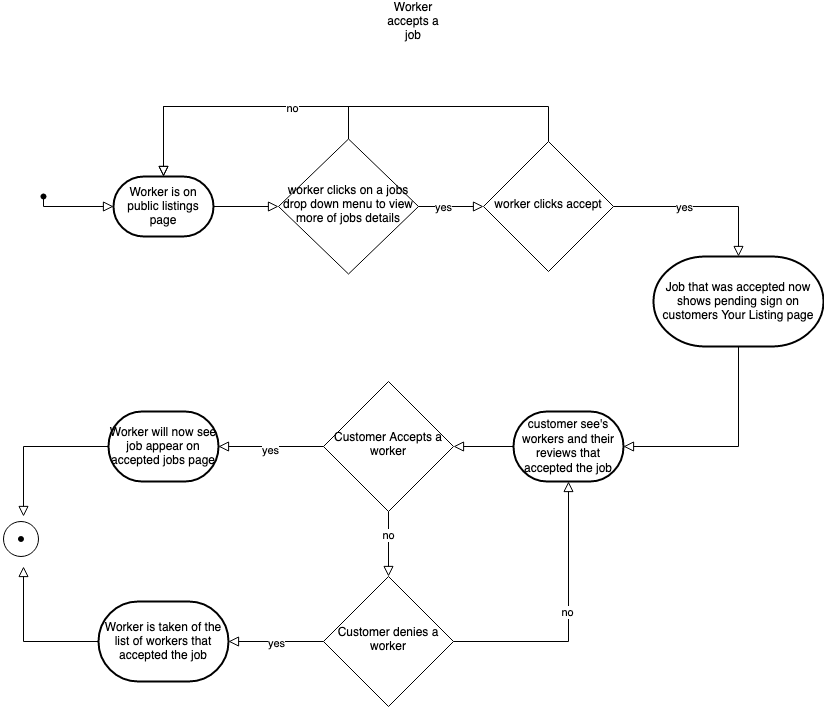 Worker
accepts a
job
no
Worker is on
public listings
page
worker clicks on a jobs
drop down menu to view
more of jobs details
yes
worker clicks accept
yes
Job that was accepted now
shows pending sign on
customers Your Listing page
customer see's
workers and their
reviews that
accepted the job
Customer Accepts a
worker
yes
Worker will now see
job appear on
accepted jobs page
no
Customer denies a
worker
no
yes
Worker is taken of the
list of workers that
accepted the job